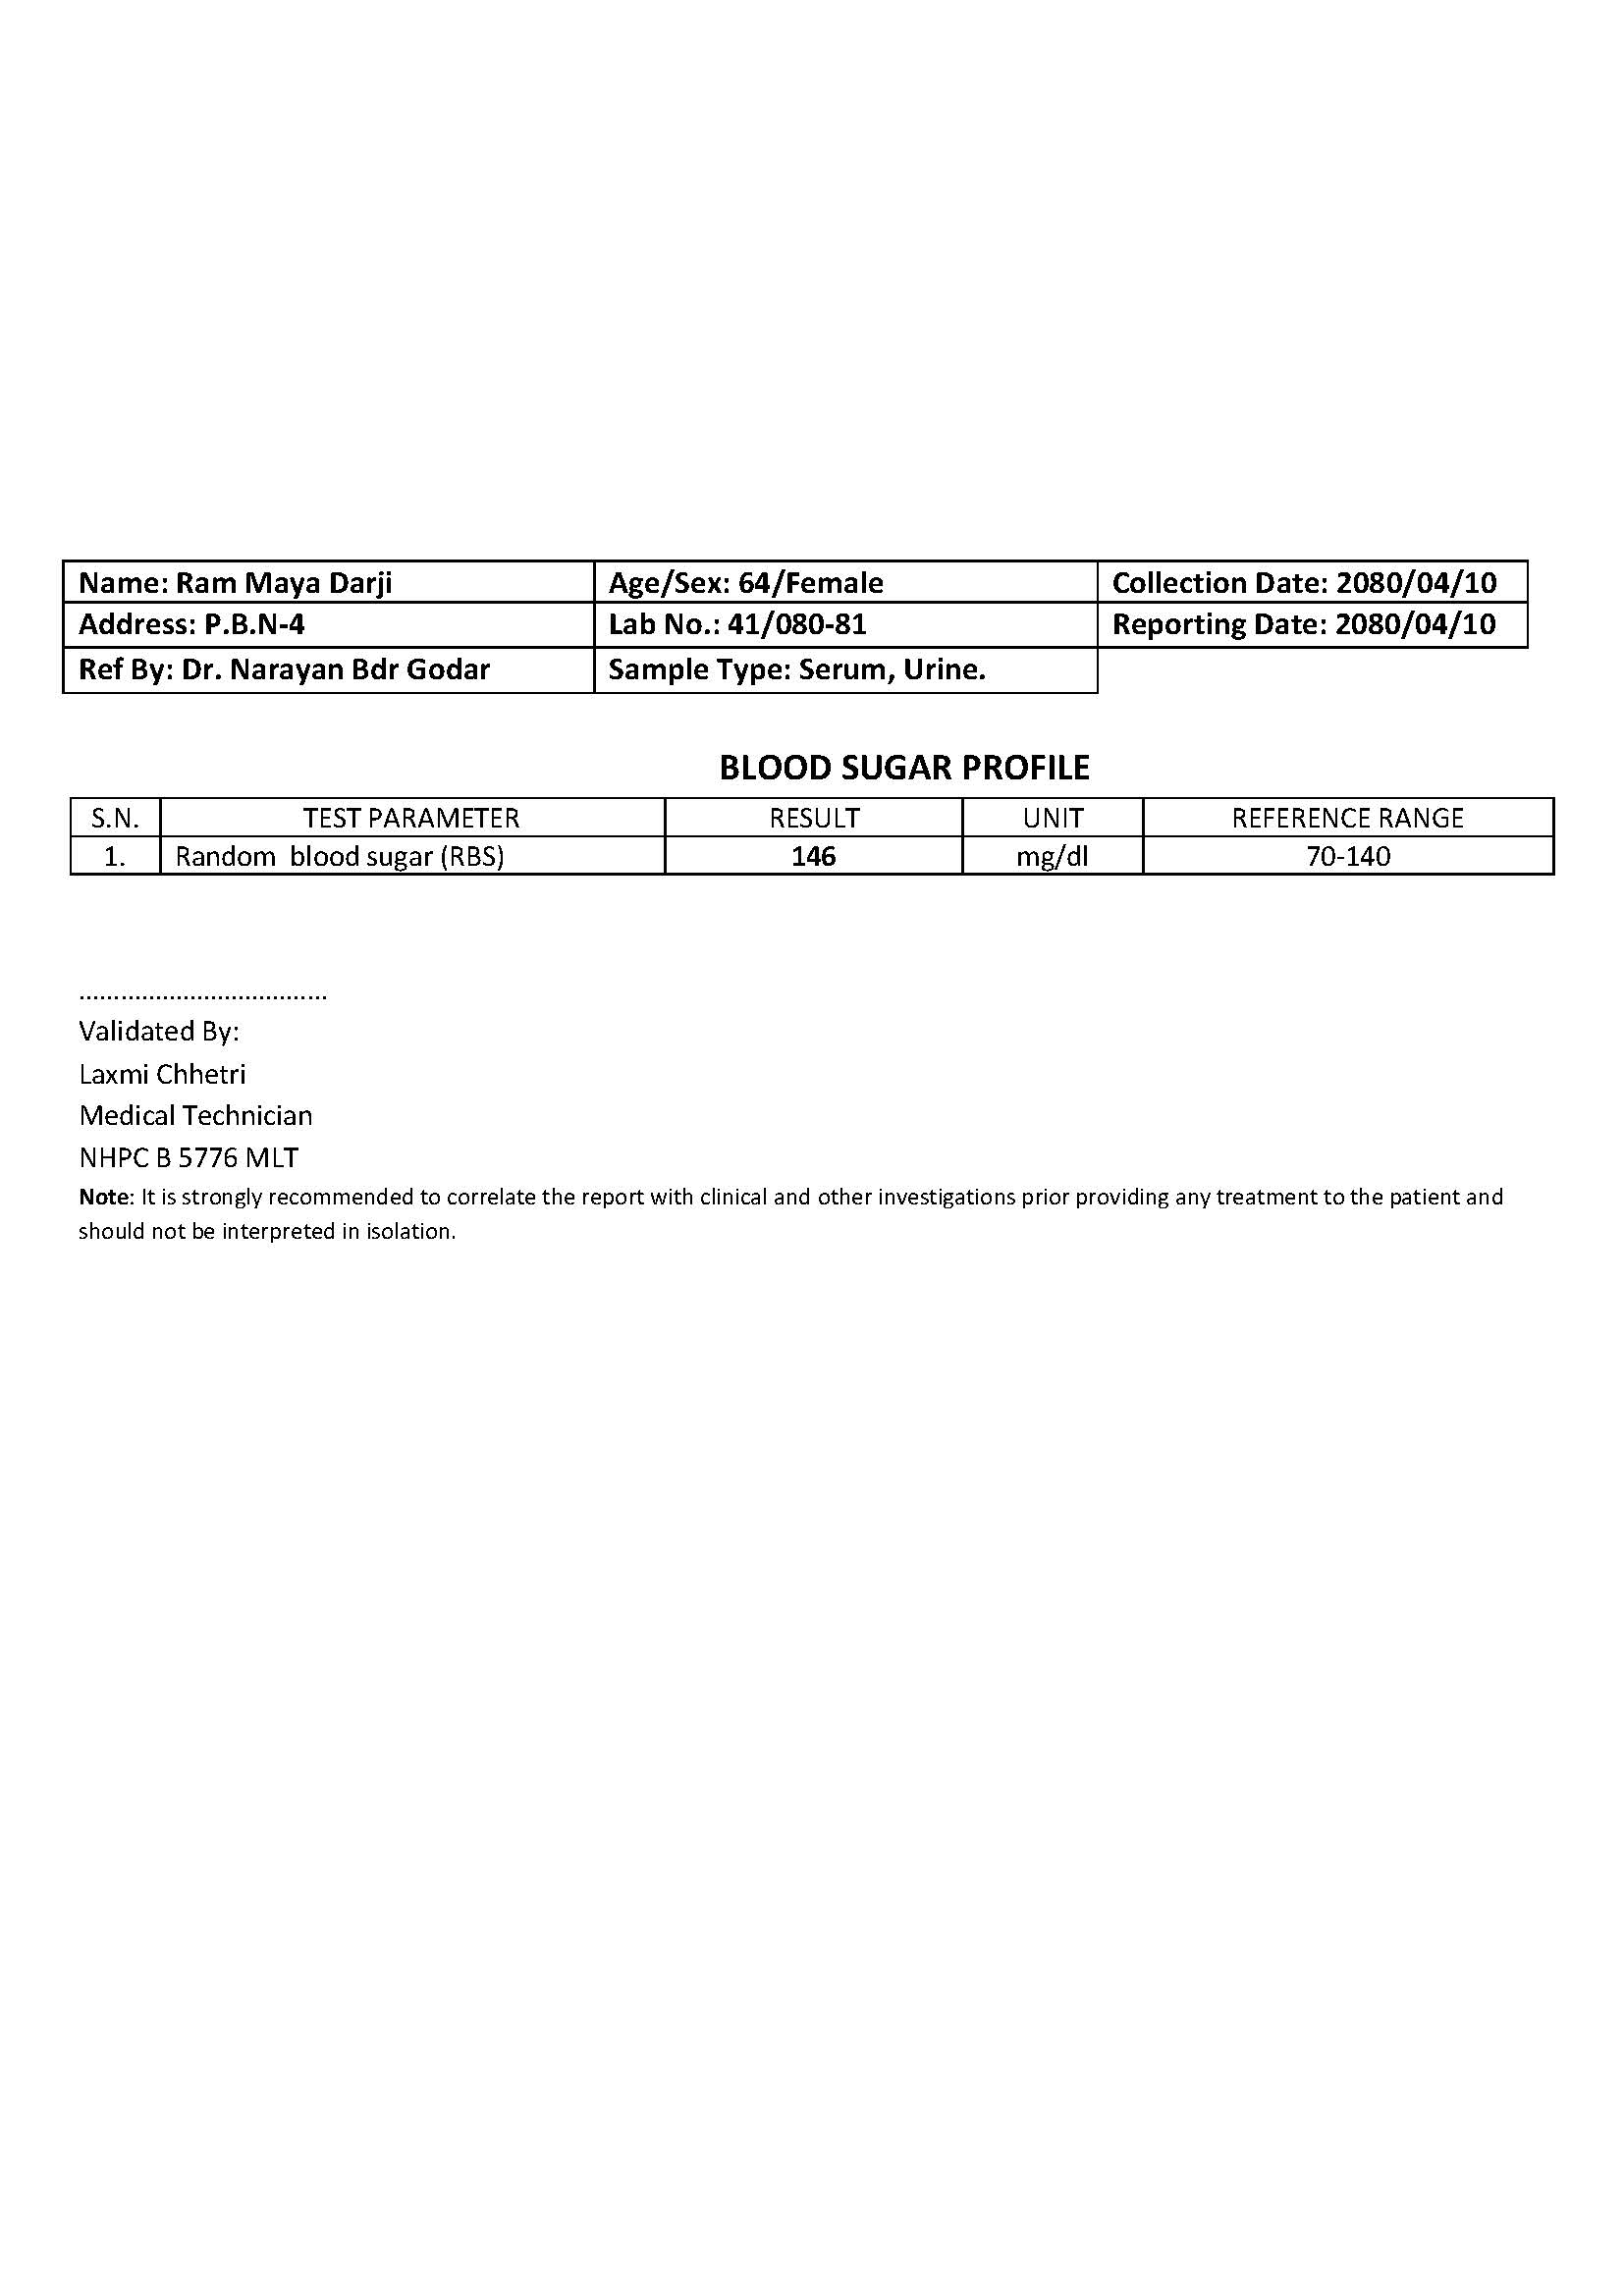 Name: Ram Maya Darji Age/Sex: 64/Female Collection Date: 2080/04/10
Address: P.B.N-4 Lab No.: 41/080-81 Reporting Date: 2080/04/10
Ref By: Dr. Narayan Bdr Godar Sample Type: Serum, Urine.
BLOOD SUGAR PROFILE
S.N. TEST PARAMETER RESULT UNIT REFERENCE RANGE
1. Random blood sugar (RBS) 146 mg/dl 70-140
....................................
Validated By:
Laxmi Chhetri
Medical Technician
NHPC B 5776 MLT
Note: It is strongly recommended to correlate the report with clinical and other investigations prior providing any treatment to the patient and
should not be interpreted in isolation.